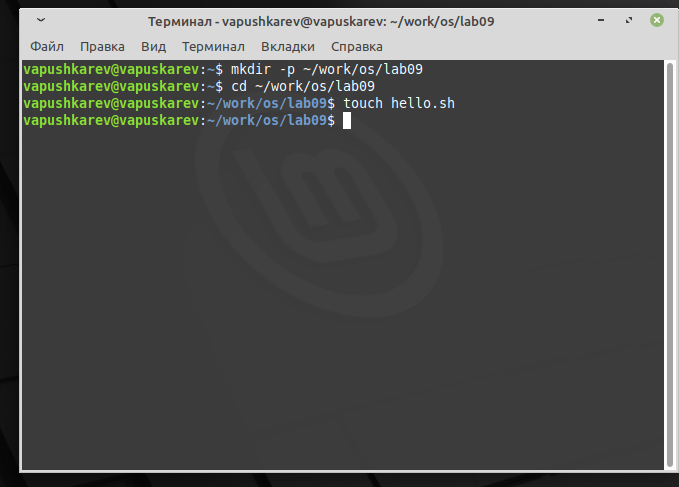 Терминал - vapushkarev@vapuskarev: ~/work/os/lab09
Файл Правка Вид Терминал Вкладки Справка
vapushkarev@vapuskarev:~$ mkdir -p ~/work/os/lab09
vapushkarev@vapuskarev:~$ cd ~/work/os/lab09
vapushkarev@vapuskarev:~/work/os/lab09$ touch hello.sh
vapushkarev@vapuskarev:~/work/os/lab09$